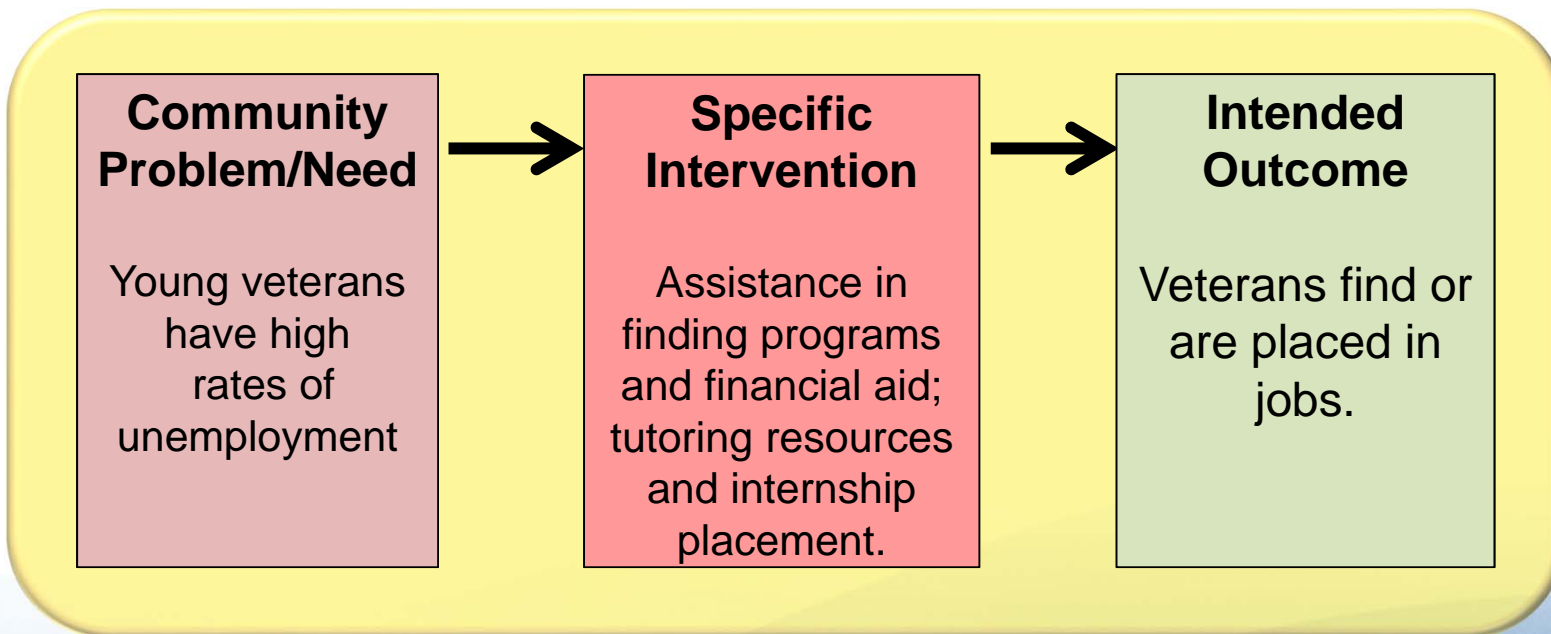 Community
Problem/Need
Young veterans
have high
rates of
unemployment
Specific
Intervention
Assistance in
finding programs
and financial aid;
tutoring resources
and internship
placement.
Intended
Outcome
Veterans find or
are placed in
jobs.